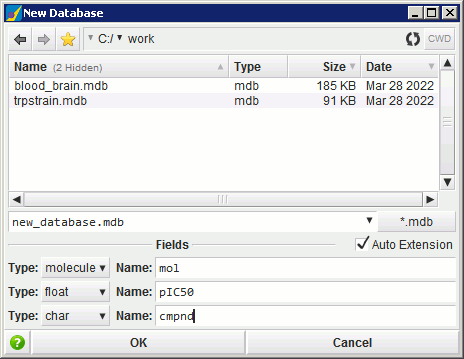 New Database
C:/ work CWD
Name (2 Hidden) Type Size Date
blood_brain.mdb mdb 185 KB Mar 28 2022
trpstrain.mdb mdb 91 KB Mar 28 2022
new_database.mdb *.mdb
Fields Auto Extension
Type: molecule Name: mol
Type: float Name: pIC50
Type: char Name: cmpnd
? OK Cancel